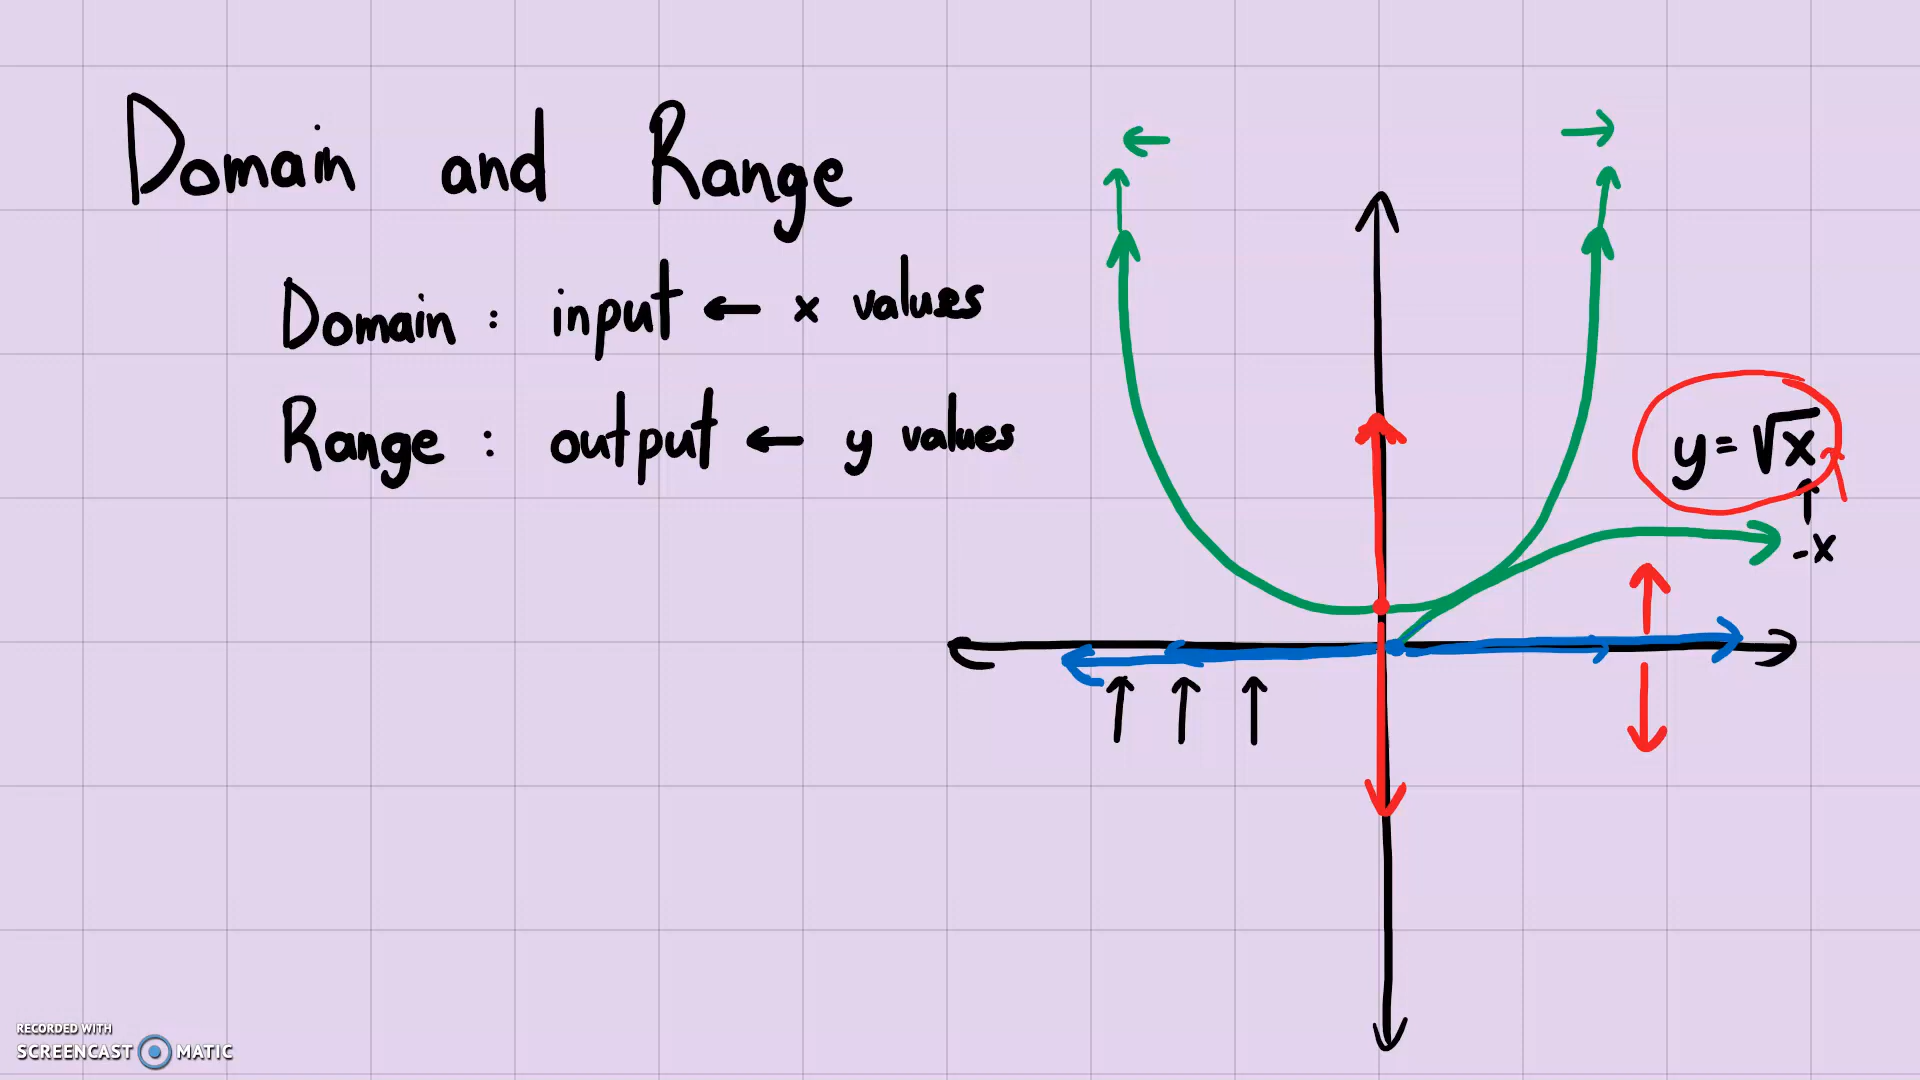 Domain and Range
Domain : input ← x values
Range : output ← y values
y = √x
-x
RECORDED WITH
SCREENCAST MATIC